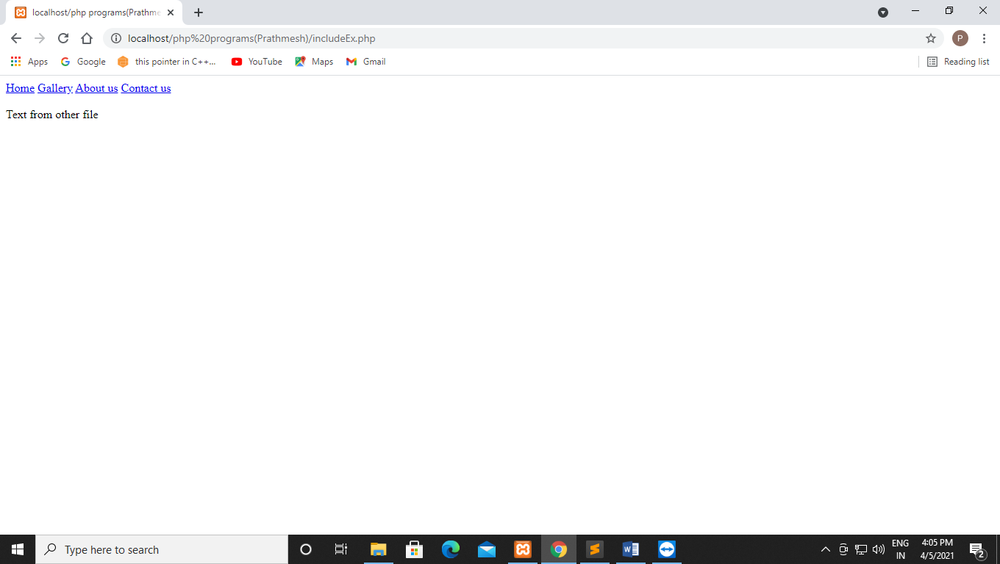 localhost/php programs(Prathme
localhost/php%20programs(Prathmesh)/includeEx.php
P
Apps Google this pointer in C++... YouTube Maps Gmail Reading list
Home Gallery About us Contact us
Text from other file
Type here to search
ENG
IN
4:05 PM
4/5/2021
2